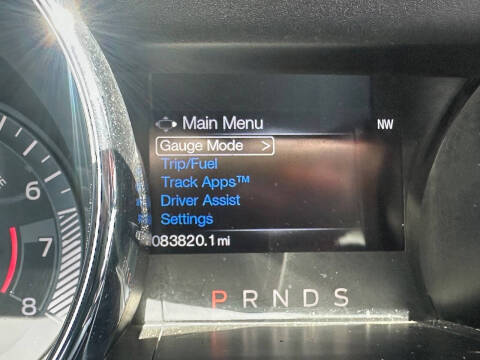 Main Menu
NW
Gauge Mode >
Trip/Fuel
Track Apps™
Driver Assist
Settings
083820.1 mi
P R N D S
6
7
8